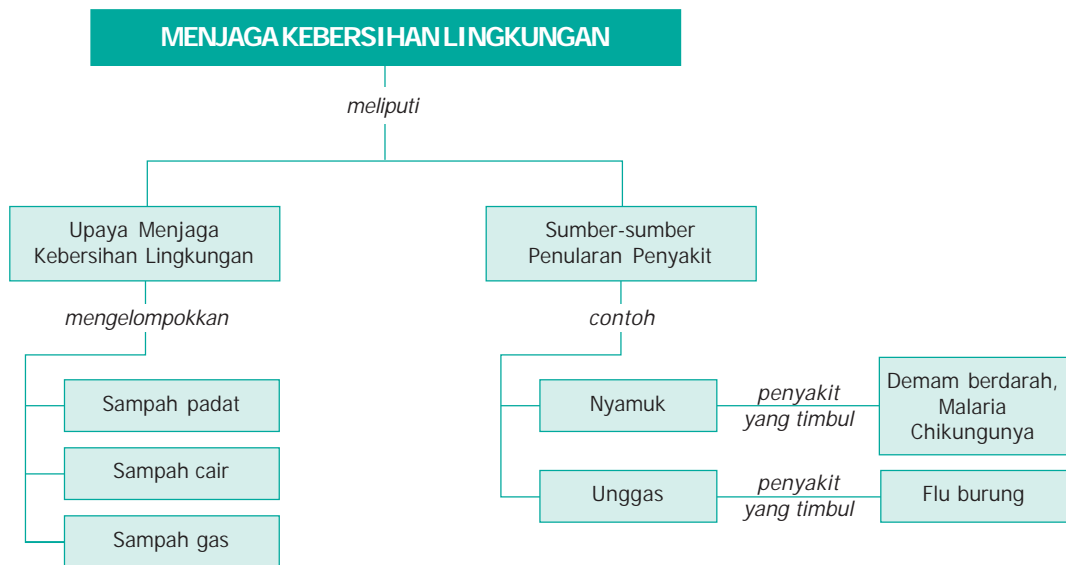 MENJAGA KEBERSIHAN LINGKUNGAN
meliputi
Upaya Menjaga
Kebersihan Lingkungan
mengelompokkan
Sampah padat
Sampah cair
Sampah gas
Sumber-sumber
Penularan Penyakit
contoh
Nyamuk
penyakit
yang timbul
Demam berdarah,
Malaria
Chikungunya
Unggas
penyakit
yang timbul
Flu burung